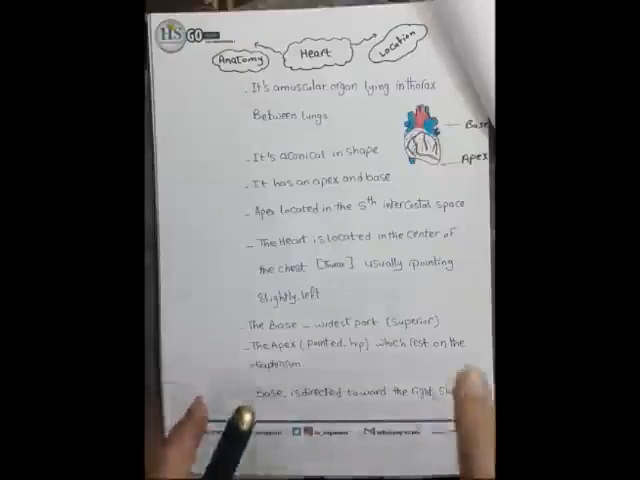 HS GO
Anatomy Heart Location
. It's a muscular organ lying in thorax
Between lungs
Base
. It's a conical in shape
Apex
. It has an apex and base
- Apex located in the 5th intercostal space
- The Heart is located in the center of
the chest [Thorax] usually pointing
slightly left
- The Base - widest part (superior)
- The Apex (pointed tip) which rest on the
diaphragm
Base is directed toward the right